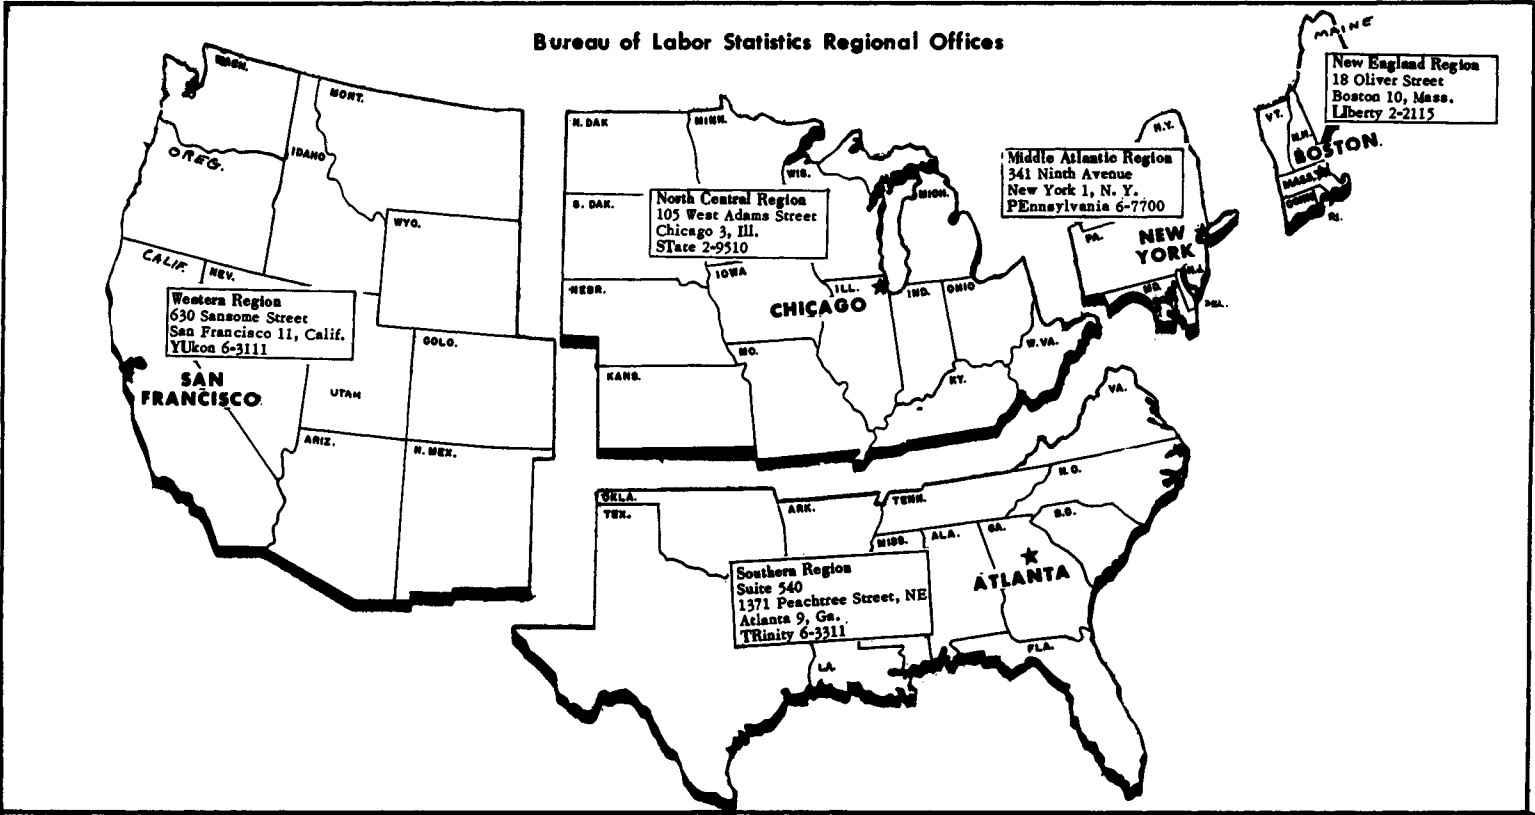 Bureau of Labor Statistics Regional Offices
MAINE
New England Region
18 Oliver Street
Boston 10, Mass.
LIberty 2-2115
VT.
N.H.
BOSTON.
MASS.
CONN.
R.I.
N.Y.
Middle Atlantic Region
341 Ninth Avenue
New York 1, N. Y.
PEnnsylvania 6-7700
PA.
NEW
YORK
N.J.
MD.
DEL.
WASH.
MONT.
OREG.
IDAHO
WYO.
CALIF.
NEV.
Western Region
630 Sansome Street
San Francisco 11, Calif.
YUkon 6-3111
SAN
FRANCISCO
UTAH
COLO.
ARIZ.
N. MEX.
N. DAK
MINN.
WIS.
MICH.
S. DAK.
North Central Region
105 West Adams Street
Chicago 3, Ill.
STate 2-9510
IOWA
NEBR.
ILL.
IND.
OHIO
CHICAGO
MO.
KANS.
KY.
W.VA.
VA.
N.C.
OKLA.
TEX.
ARK.
TENN.
MISS.
ALA.
GA.
S.C.
ATLANTA
Southern Region
Suite 540
1371 Peachtree Street, NE
Atlanta 9, Ga.
TRinity 6-3311
LA.
FLA.